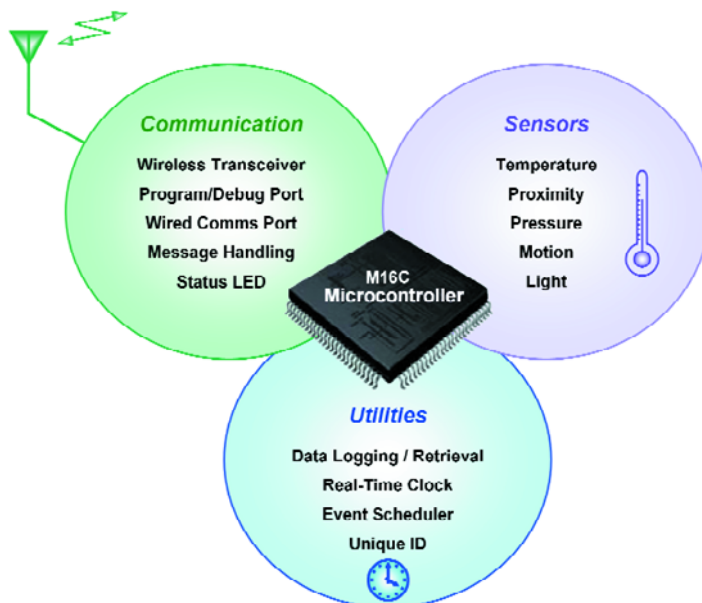 Communication
Wireless Transceiver
Program/Debug Port
Wired Comms Port
Message Handling
Status LED
Sensors
Temperature
Proximity
Pressure
Motion
Light
M16C
Microcontroller
Utilities
Data Logging / Retrieval
Real-Time Clock
Event Scheduler
Unique ID